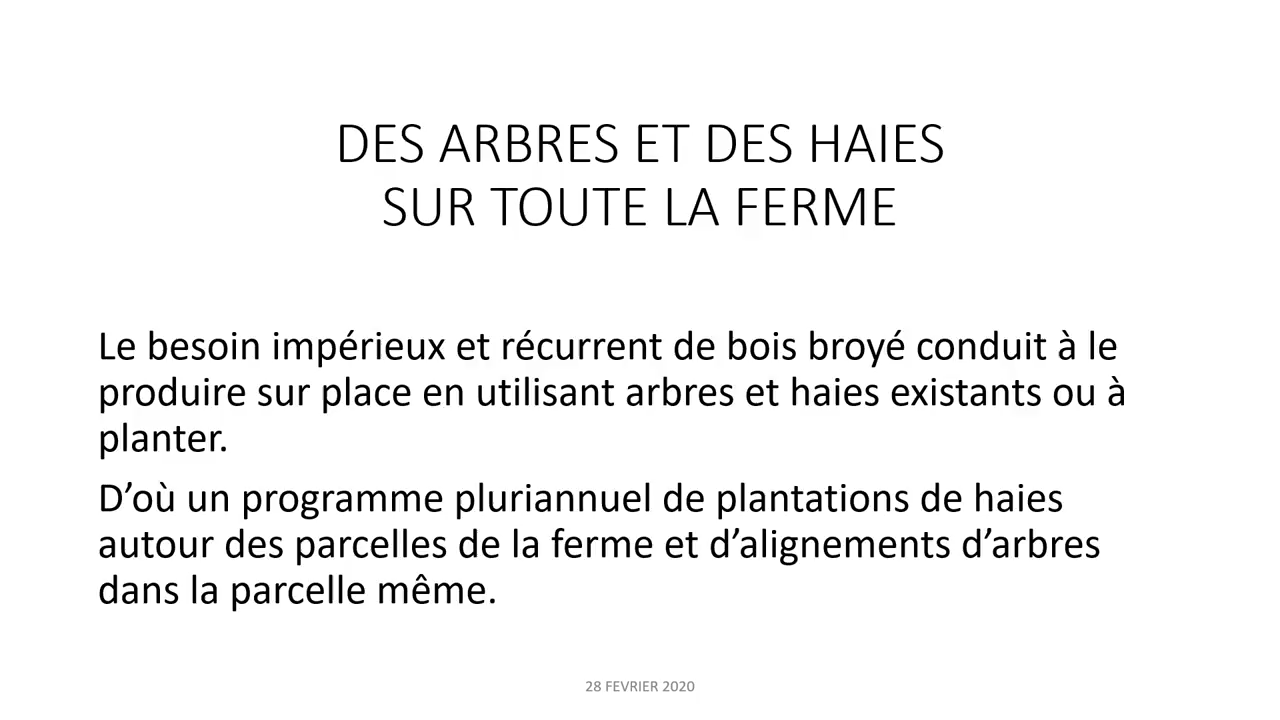 DES ARBRES ET DES HAIES
SUR TOUTE LA FERME
Le besoin impérieux et récurrent de bois broyé conduit à le
produire sur place en utilisant arbres et haies existants ou à
planter.
D’où un programme pluriannuel de plantations de haies
autour des parcelles de la ferme et d’alignements d’arbres
dans la parcelle même.
28 FEVRIER 2020